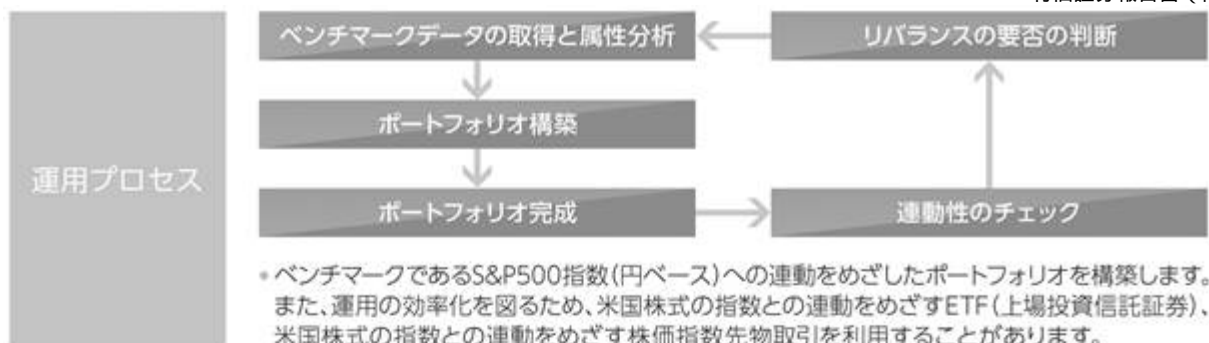 ベンチマークデータの取得と属性分析
リバランスの要否の判断
ポートフォリオ構築
運用プロセス
ポートフォリオ完成
連動性のチェック
•ベンチマークであるS&P500指数(円ベース)への連動をめざしたポートフォリオを構築します。
また、運用の効率化を図るため、米国株式の指数との連動をめざすETF(上場投資信託証券)、
米国株式の指数との連動をめざす株価指数先物取引を利用することがあります。